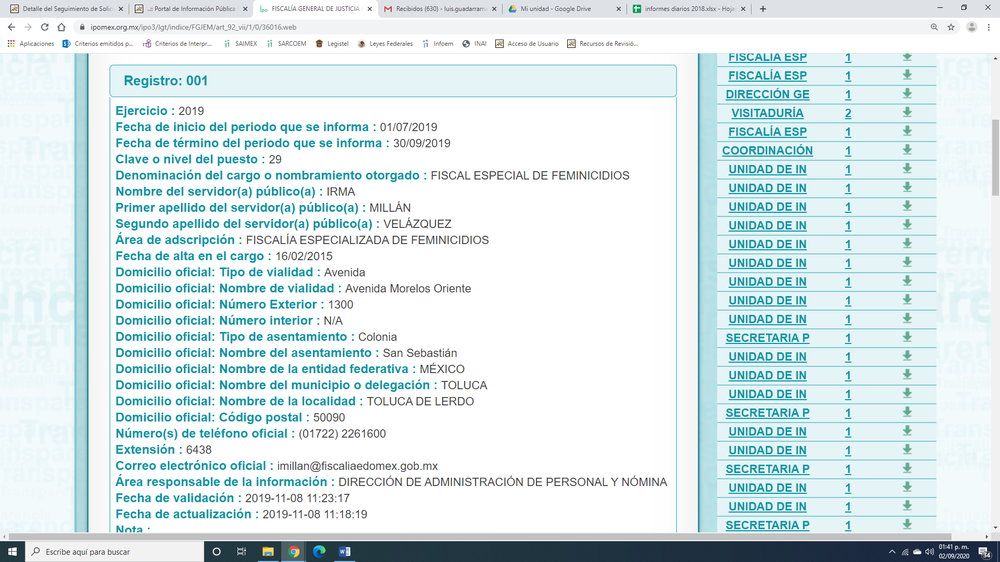 Detalle del Seguimiento de Solici
..:: Portal de Información Pública
FISCALÍA GENERAL DE JUSTICIA
Recibidos (630) - luis.guadarrama
Mi unidad - Google Drive
informes diarios 2018.xlsx - Hoja
ipomex.org.mx/ipo3/lgt/indice/FGJEM/art_92_vii/1/0/36016.web
Aplicaciones
Criterios emitidos p...
Criterios de Interpr...
SAIMEX
SARCOEM
Legistel
Leyes Federales
Infoem
INAI
Acceso de Usuario
Recursos de Revisió...
Registro: 001
Ejercicio : 2019
Fecha de inicio del periodo que se informa : 01/07/2019
Fecha de término del periodo que se informa : 30/09/2019
Clave o nivel del puesto : 29
Denominación del cargo o nombramiento otorgado : FISCAL ESPECIAL DE FEMINICIDIOS
Nombre del servidor(a) público(a) : IRMA
Primer apellido del servidor(a) público(a) : MILLÁN
Segundo apellido del servidor(a) público(a) : VELÁZQUEZ
Área de adscripción : FISCALÍA ESPECIALIZADA DE FEMINICIDIOS
Fecha de alta en el cargo : 16/02/2015
Domicilio oficial: Tipo de vialidad : Avenida
Domicilio oficial: Nombre de vialidad : Avenida Morelos Oriente
Domicilio oficial: Número Exterior : 1300
Domicilio oficial: Número interior : N/A
Domicilio oficial: Tipo de asentamiento : Colonia
Domicilio oficial: Nombre del asentamiento : San Sebastián
Domicilio oficial: Nombre de la entidad federativa : MÉXICO
Domicilio oficial: Nombre del municipio o delegación : TOLUCA
Domicilio oficial: Nombre de la localidad : TOLUCA DE LERDO
Domicilio oficial: Código postal : 50090
Número(s) de teléfono oficial : (01722) 2261600
Extensión : 6438
Correo electrónico oficial : imillan@fiscaliaedomex.gob.mx
Área responsable de la información : DIRECCIÓN DE ADMINISTRACIÓN DE PERSONAL Y NÓMINA
Fecha de validación : 2019-11-08 11:23:17
Fecha de actualización : 2019-11-08 11:18:19
Nota :
FISCALÍA ESP 1
FISCALÍA ESP 1
DIRECCIÓN GE 1
VISITADURÍA 2
FISCALÍA ESP 1
COORDINACIÓN 1
UNIDAD DE IN 1
UNIDAD DE IN 1
UNIDAD DE IN 1
UNIDAD DE IN 1
UNIDAD DE IN 1
UNIDAD DE IN 1
UNIDAD DE IN 1
UNIDAD DE IN 1
UNIDAD DE IN 1
SECRETARIA P 1
UNIDAD DE IN 1
UNIDAD DE IN 1
UNIDAD DE IN 1
SECRETARIA P 1
UNIDAD DE IN 1
UNIDAD DE IN 1
SECRETARIA P 1
UNIDAD DE IN 1
UNIDAD DE IN 1
SECRETARIA P 1
Escribe aquí para buscar
01:41 p. m.
02/09/2020
34